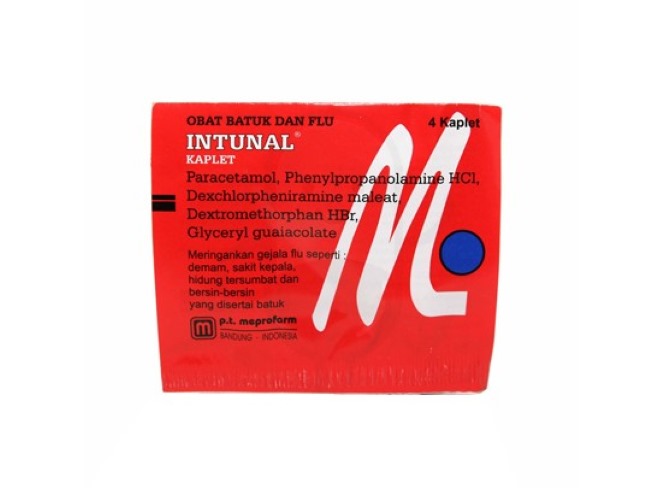 OBAT BATUK DAN FLU
4 Kaplet
INTUNAL®
KAPLET
Paracetamol, Phenylpropanolamine HCl,
Dexchlorpheniramine maleat,
Dextromethorphan HBr,
Glyceryl guaiacolate
Meringankan gejala flu seperti :
demam, sakit kepala,
hidung tersumbat dan
bersin-bersin
yang disertai batuk
M
m p.t. meprofarm
BANDUNG - INDONESIA